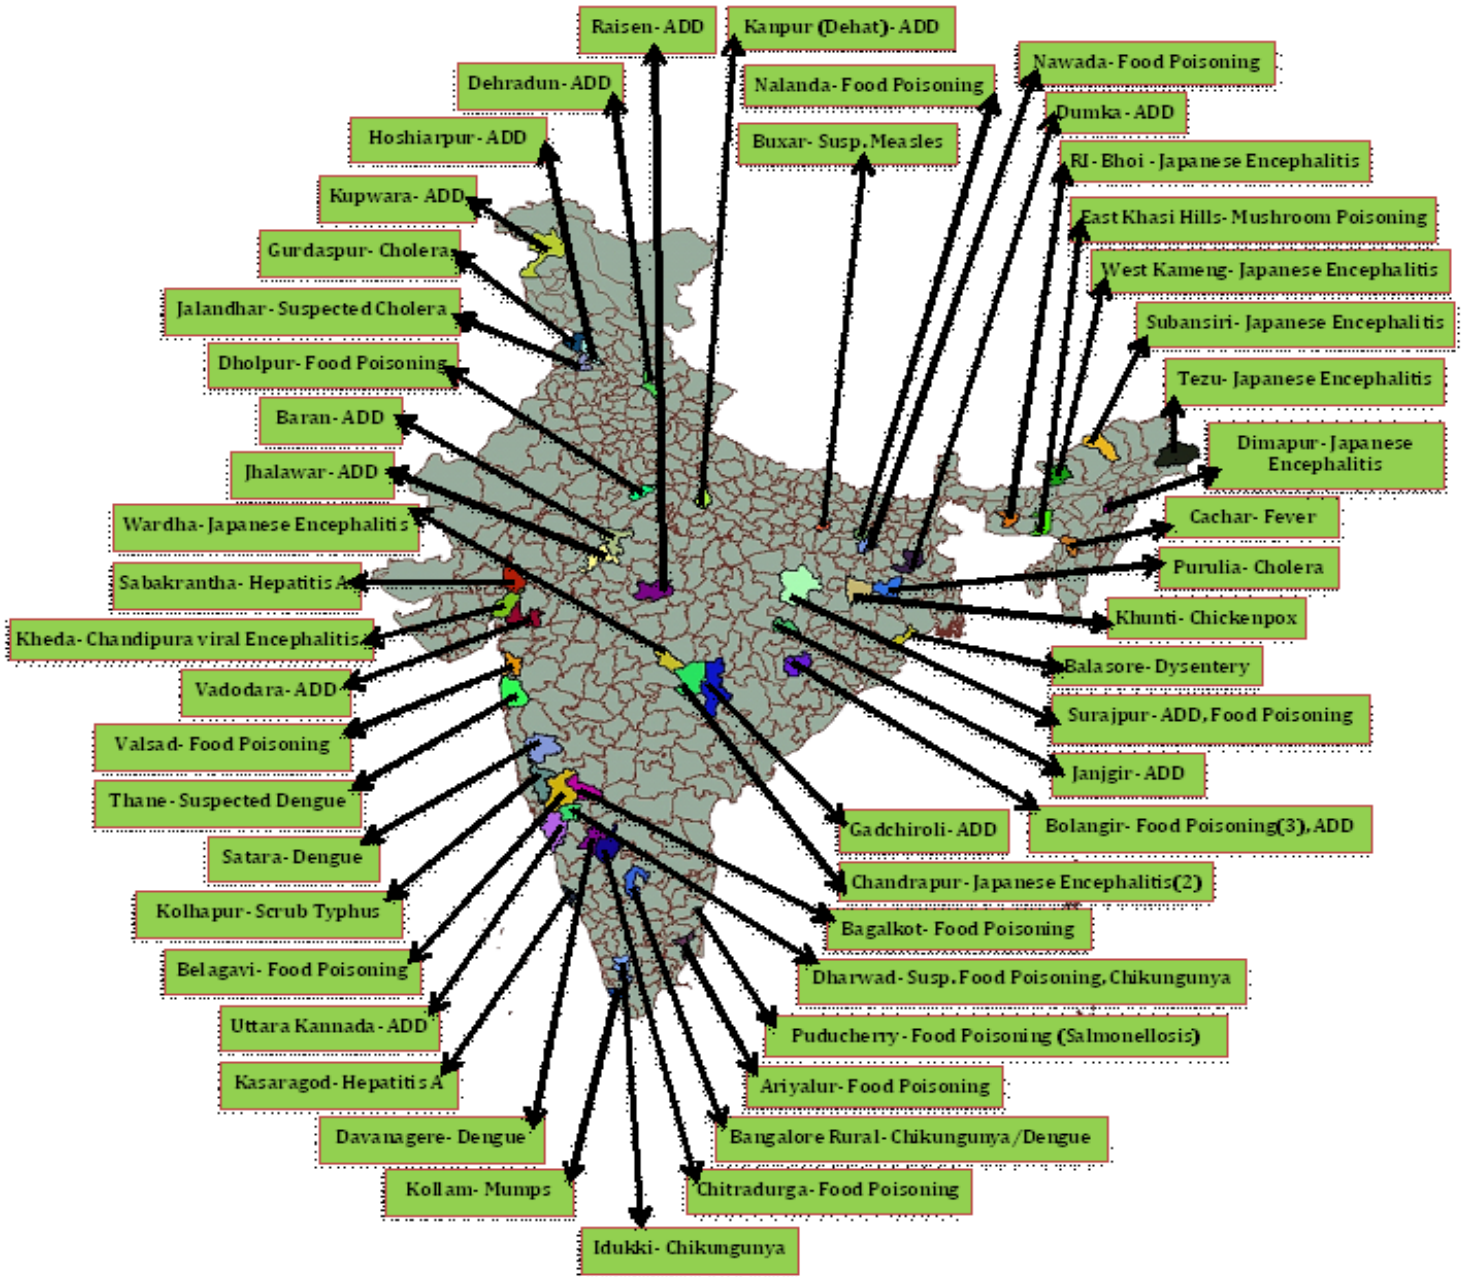 Raisen- ADD
Kanpur (Dehat)- ADD
Nawada- Food Poisoning
Dehradun- ADD
Nalanda- Food Poisoning
Dumka- ADD
Hoshiarpur- ADD
Buxar- Susp. Measles
RI- Bhoi - Japanese Encephalitis
Kupwara- ADD
East Khasi Hills- Mushroom Poisoning
Gurdaspur- Cholera
West Kameng- Japanese Encephalitis
Jalandhar- Suspected Cholera
Subansiri- Japanese Encephalitis
Dholpur- Food Poisoning
Tezu- Japanese Encephalitis
Baran- ADD
Dimapur- Japanese
Encephalitis
Jhalawar- ADD
Wardha- Japanese Encephalitis
Cachar- Fever
Sabakrantha- Hepatitis A
Purulia- Cholera
Khunti- Chickenpox
Kheda- Chandipura viral Encephalitis
Balasore- Dysentery
Vadodara- ADD
Surajpur- ADD, Food Poisoning
Valsad- Food Poisoning
Janjgir- ADD
Thane- Suspected Dengue
Gadchiroli- ADD
Bolangir- Food Poisoning(3), ADD
Satara- Dengue
Chandrapur- Japanese Encephalitis(2)
Kolhapur- Scrub Typhus
Bagalkot- Food Poisoning
Belagavi- Food Poisoning
Dharwad- Susp. Food Poisoning, Chikungunya
Uttara Kannada- ADD
Puducherry- Food Poisoning (Salmonellosis)
Kasaragod- Hepatitis A
Ariyalur- Food Poisoning
Davanagere- Dengue
Bangalore Rural- Chikungunya/Dengue
Kollam- Mumps
Chitradurga- Food Poisoning
Idukki- Chikungunya